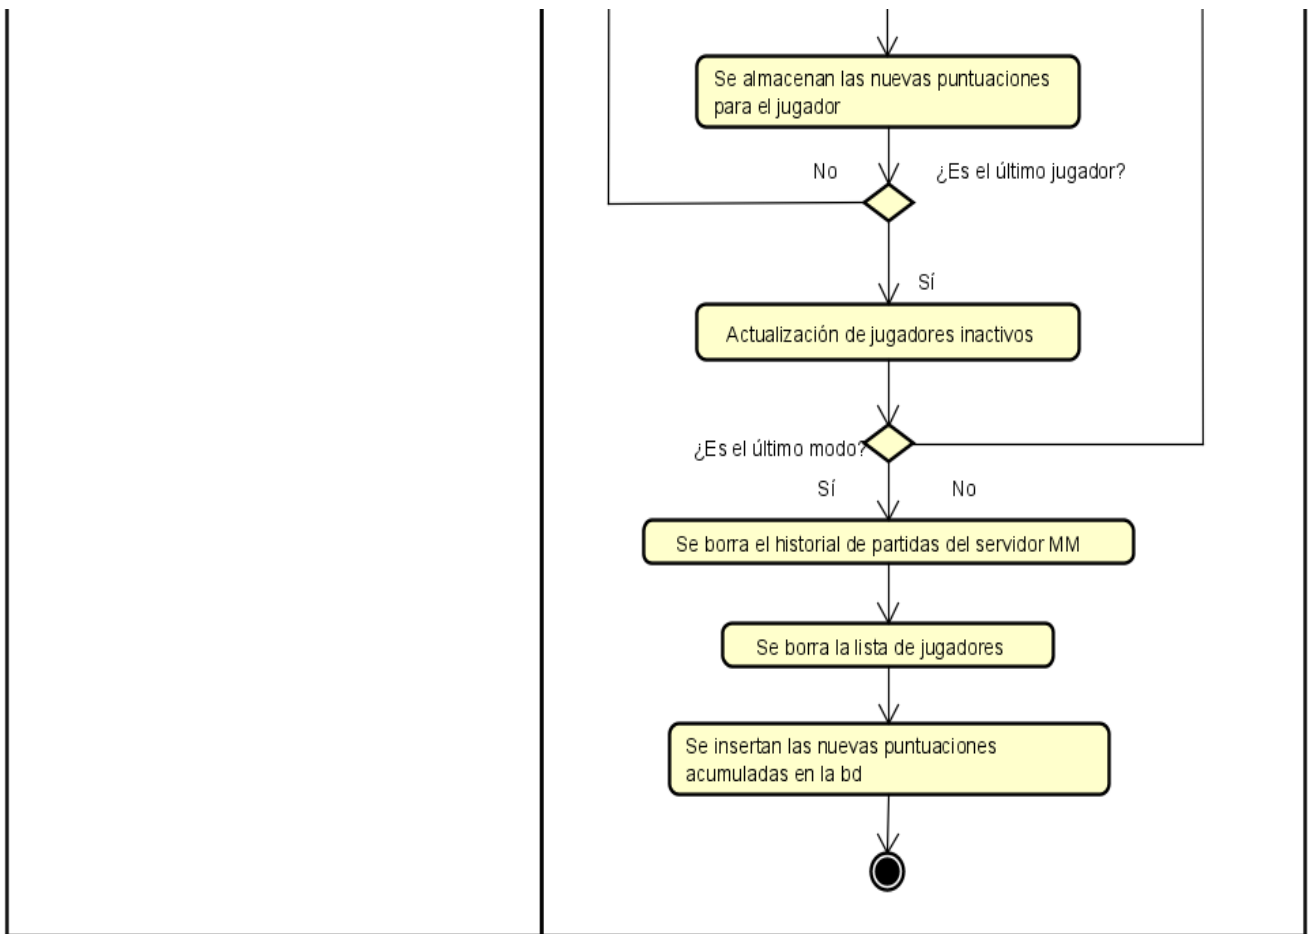 Se almacenan las nuevas puntuaciones
para el jugador
No
¿Es el último jugador?
Sí
Actualización de jugadores inactivos
¿Es el último modo?
Sí
No
Se borra el historial de partidas del servidor MM
Se borra la lista de jugadores
Se insertan las nuevas puntuaciones
acumuladas en la bd